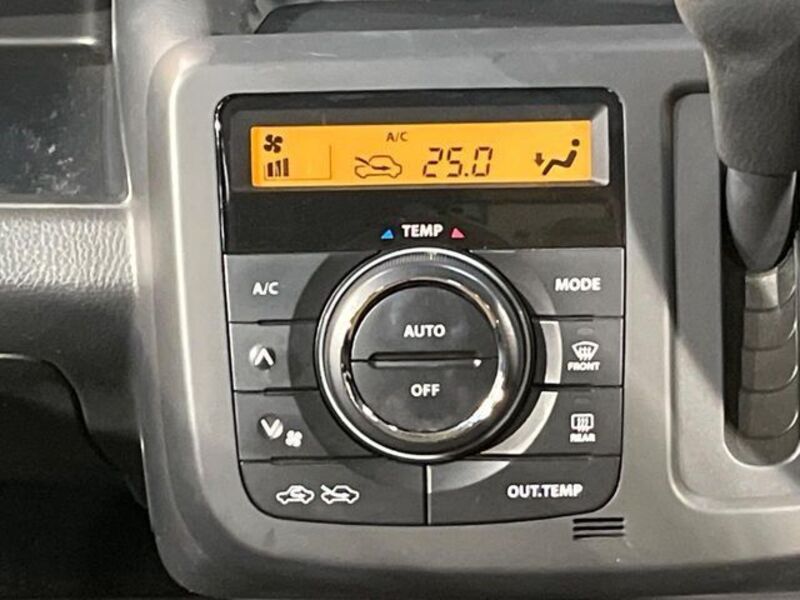 A/C
25.0
TEMP
A/C
MODE
AUTO
OFF
FRONT
REAR
OUT.TEMP